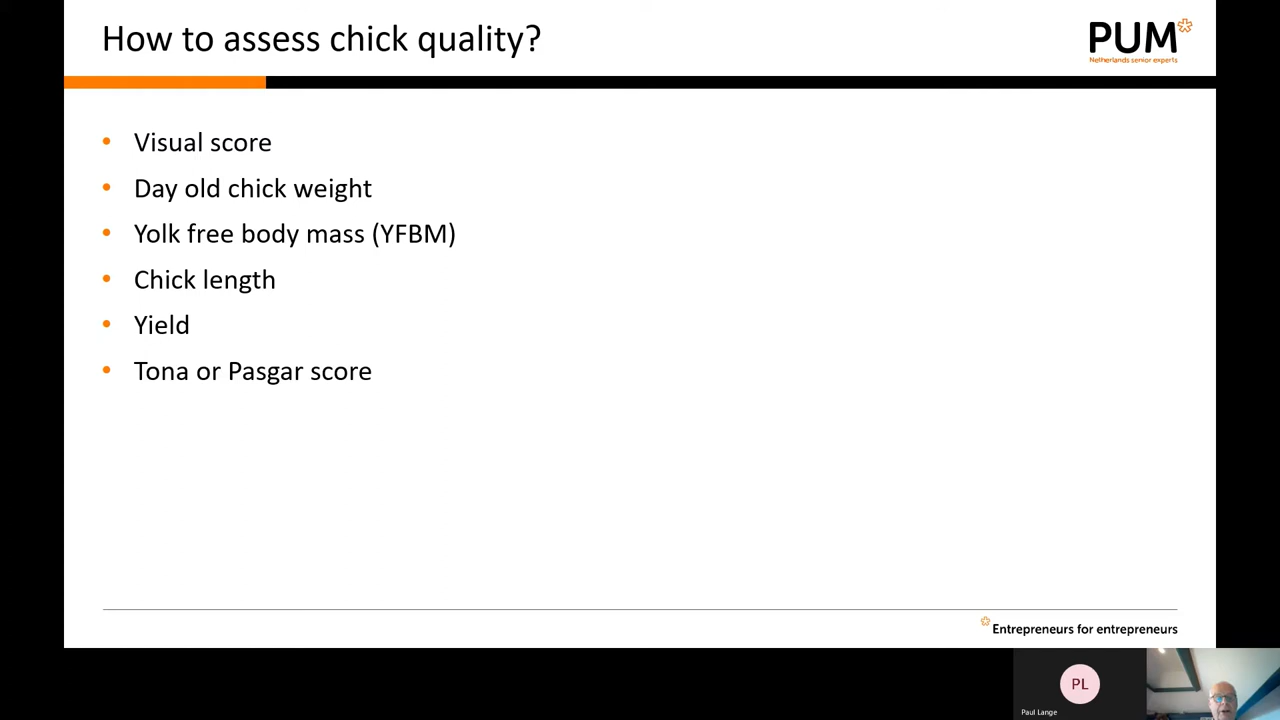 How to assess chick quality?
PUM
Netherlands senior experts
• Visual score
• Day old chick weight
• Yolk free body mass (YFBM)
• Chick length
• Yield
• Tona or Pasgar score
Entrepreneurs for entrepreneurs
PL
Paul Lange